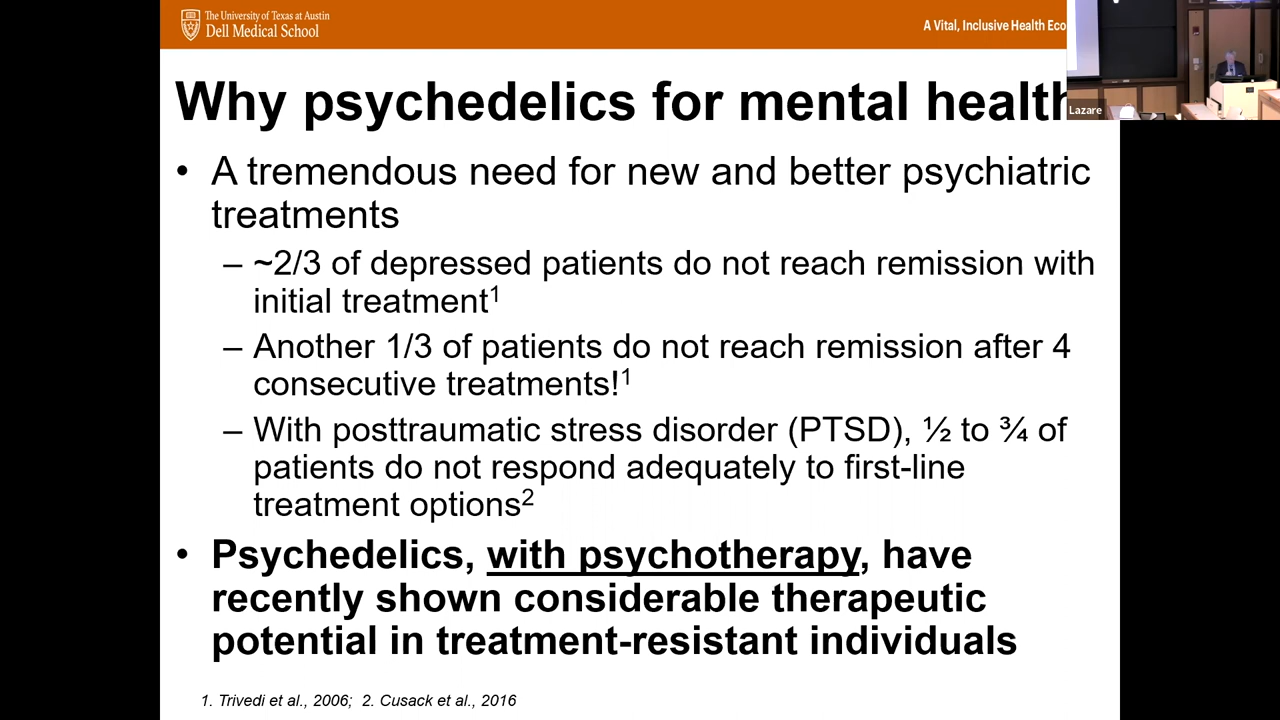 The University of Texas at Austin
Dell Medical School
A Vital, Inclusive Health Eco
Lazare
Why psychedelics for mental health
• A tremendous need for new and better psychiatric
treatments
– ~2/3 of depressed patients do not reach remission with
initial treatment1
– Another 1/3 of patients do not reach remission after 4
consecutive treatments!1
– With posttraumatic stress disorder (PTSD), ½ to ¾ of
patients do not respond adequately to first-line
treatment options2
• Psychedelics, with psychotherapy, have
recently shown considerable therapeutic
potential in treatment-resistant individuals
1. Trivedi et al., 2006; 2. Cusack et al., 2016